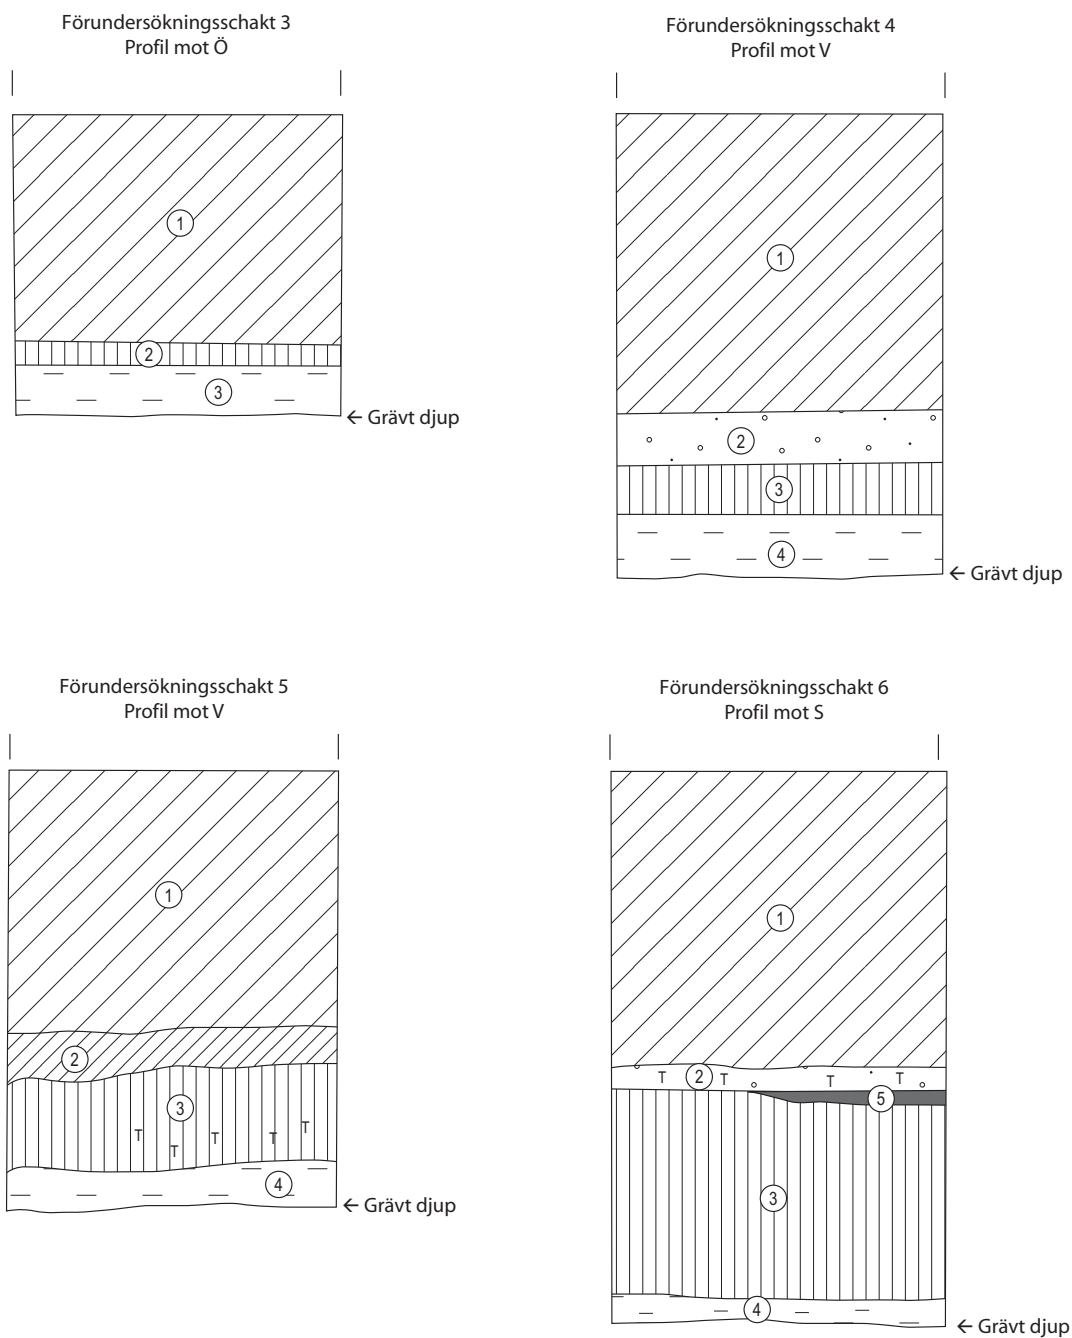 Förundersökningsschakt 3
Profil mot Ö
1
2
3
← Grävt djup
Förundersökningsschakt 4
Profil mot V
1
2
3
4
← Grävt djup
Förundersökningsschakt 5
Profil mot V
1
2
3
T T T T T
4
← Grävt djup
Förundersökningsschakt 6
Profil mot S
1
T 2 T T T
5
3
4
← Grävt djup